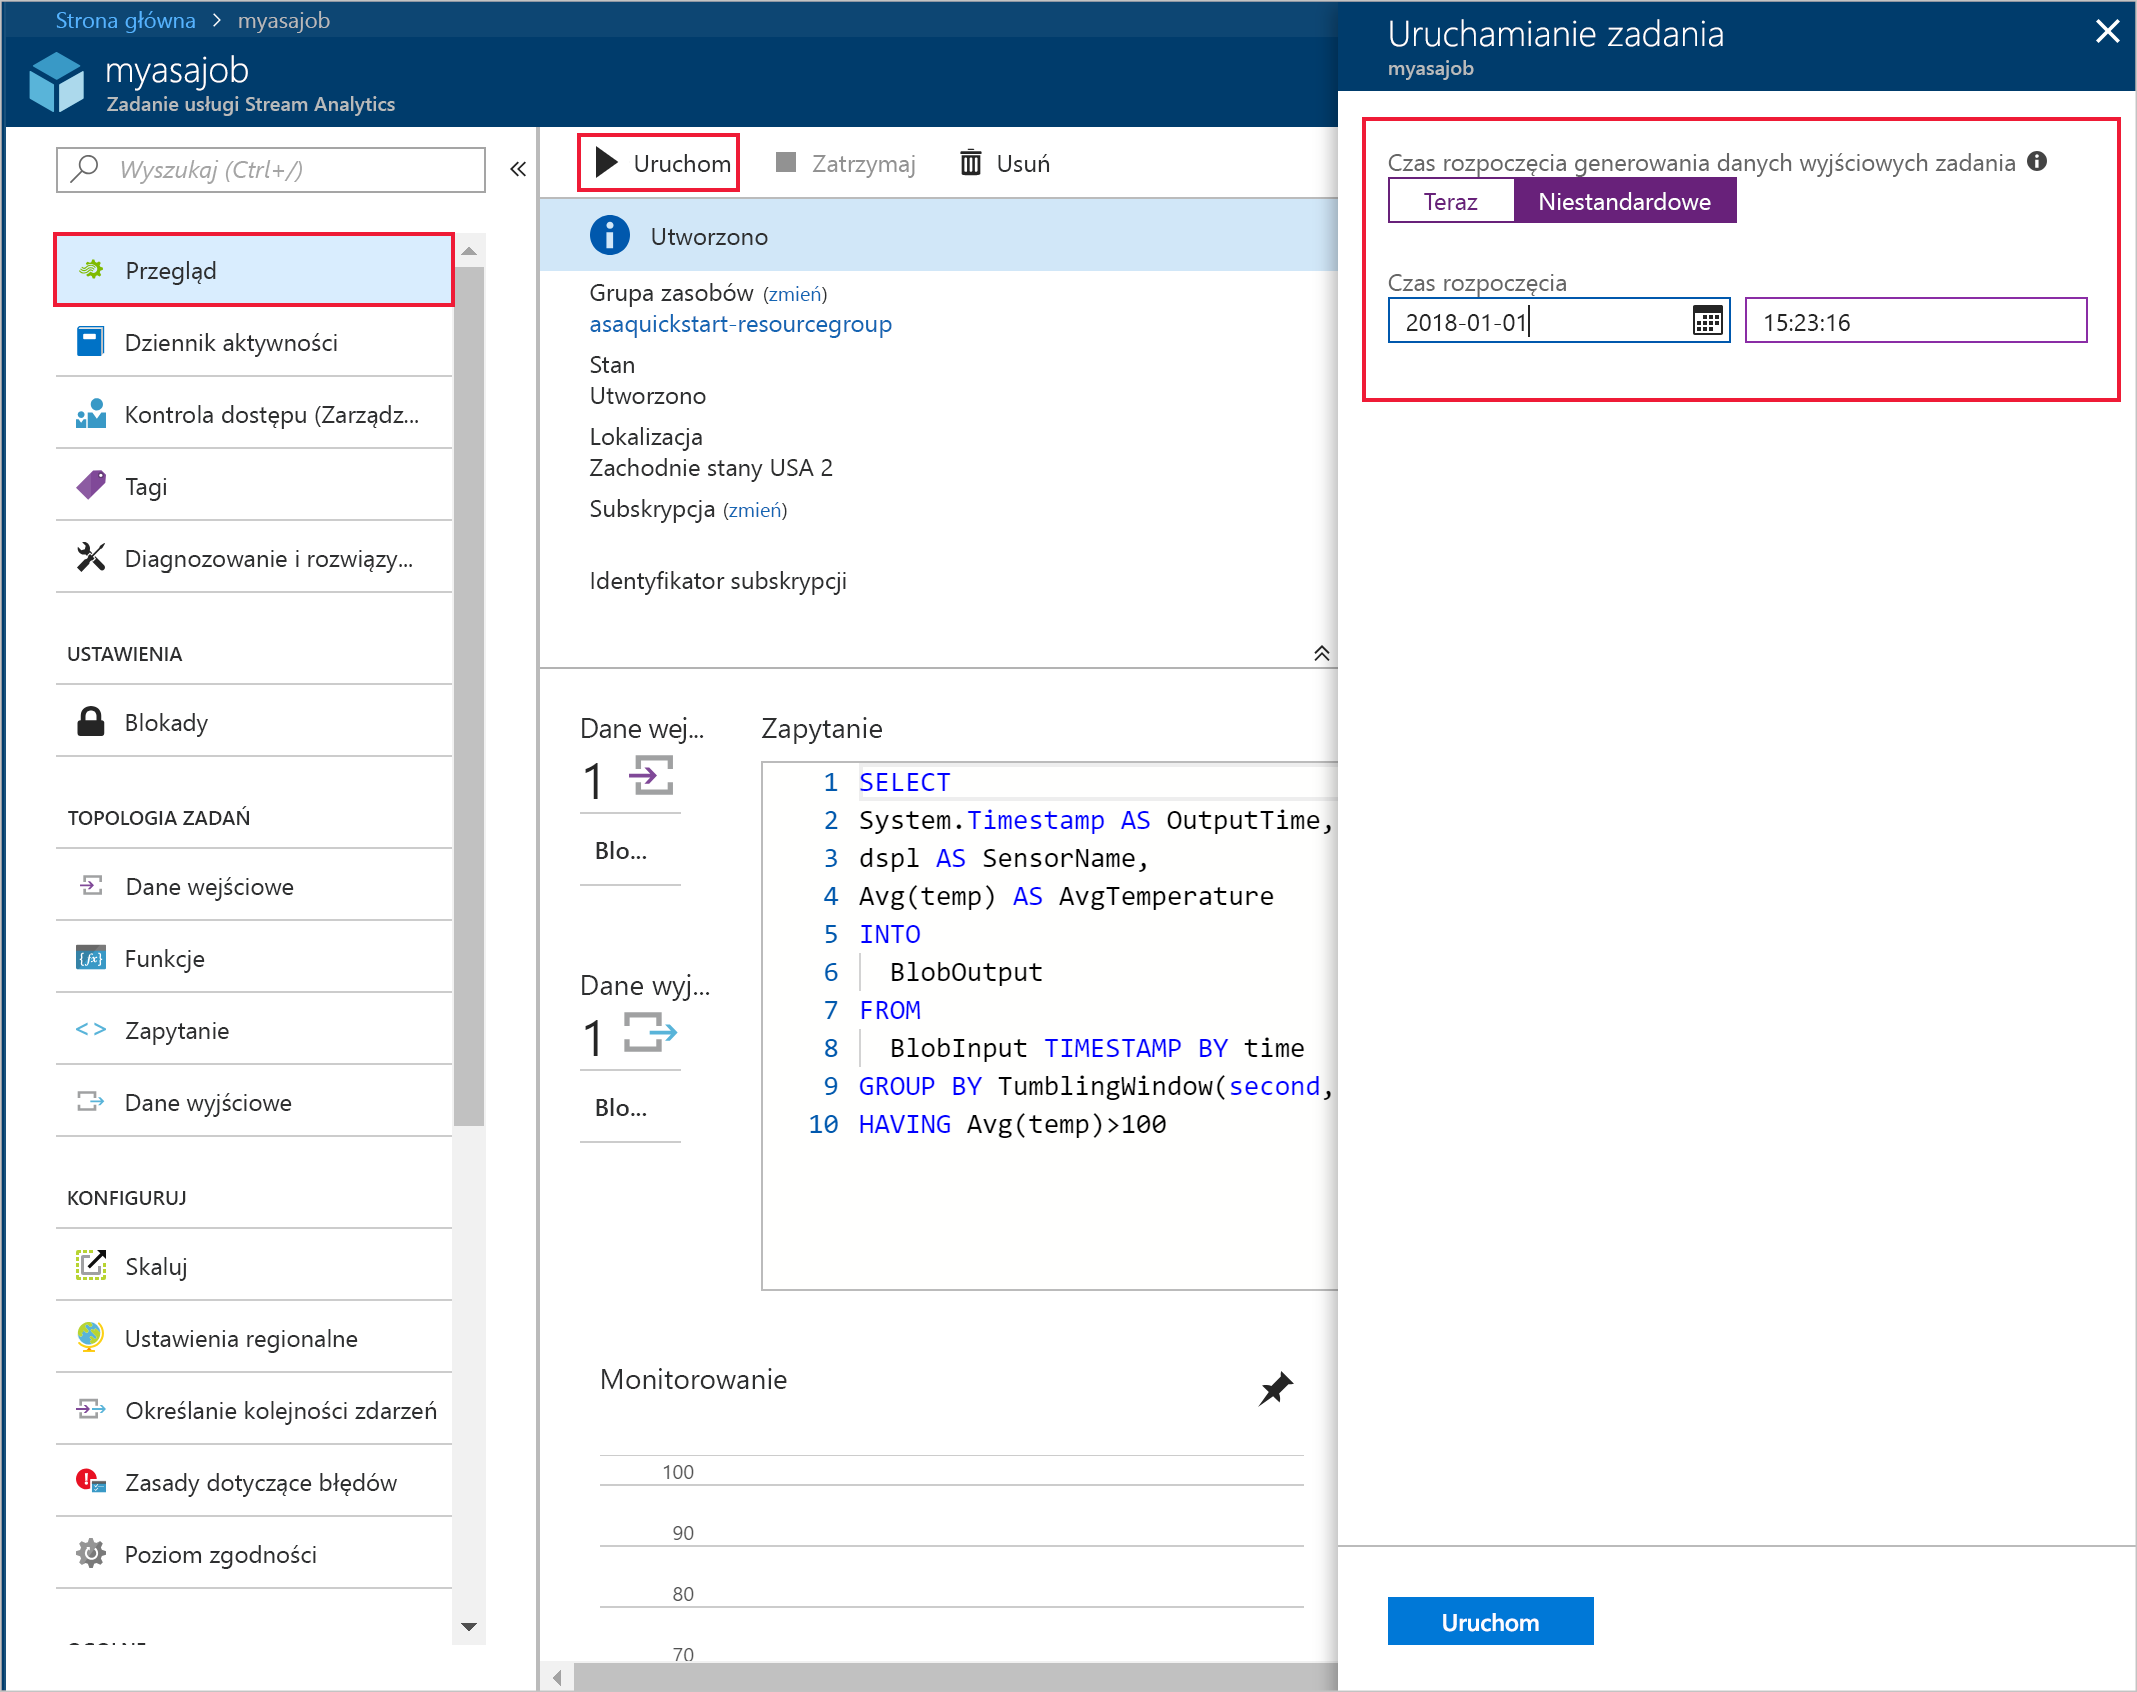 Strona główna > myasajob
myasajob
Zadanie usługi Stream Analytics
Wyszukaj (Ctrl+/)
«
Przegląd
Dziennik aktywności
Kontrola dostępu (Zarządz...
Tagi
Diagnozowanie i rozwiązy...
USTAWIENIA
Blokady
TOPOLOGIA ZADAŃ
Dane wejściowe
Funkcje
Zapytanie
Dane wyjściowe
KONFIGURUJ
Skaluj
Ustawienia regionalne
Określanie kolejności zdarzeń
Zasady dotyczące błędów
Poziom zgodności
Uruchom Zatrzymaj Usuń
Utworzono
Grupa zasobów (zmień)
asaquickstart-resourcegroup
Stan
Utworzono
Lokalizacja
Zachodnie stany USA 2
Subskrypcja (zmień)
Identyfikator subskrypcji
Dane wej...
1
Blo...
Dane wyj...
1
Blo...
Zapytanie
1 SELECT
2 System.Timestamp AS OutputTime,
3 dspl AS SensorName,
4 Avg(temp) AS AvgTemperature
5 INTO
6 BlobOutput
7 FROM
8 BlobInput TIMESTAMP BY time
9 GROUP BY TumblingWindow(second,
10 HAVING Avg(temp)>100
Monitorowanie
100
90
80
70
Uruchamianie zadania
myasajob
Czas rozpoczęcia generowania danych wyjściowych zadania
Teraz Niestandardowe
Czas rozpoczęcia
2018-01-01 15:23:16
Uruchom